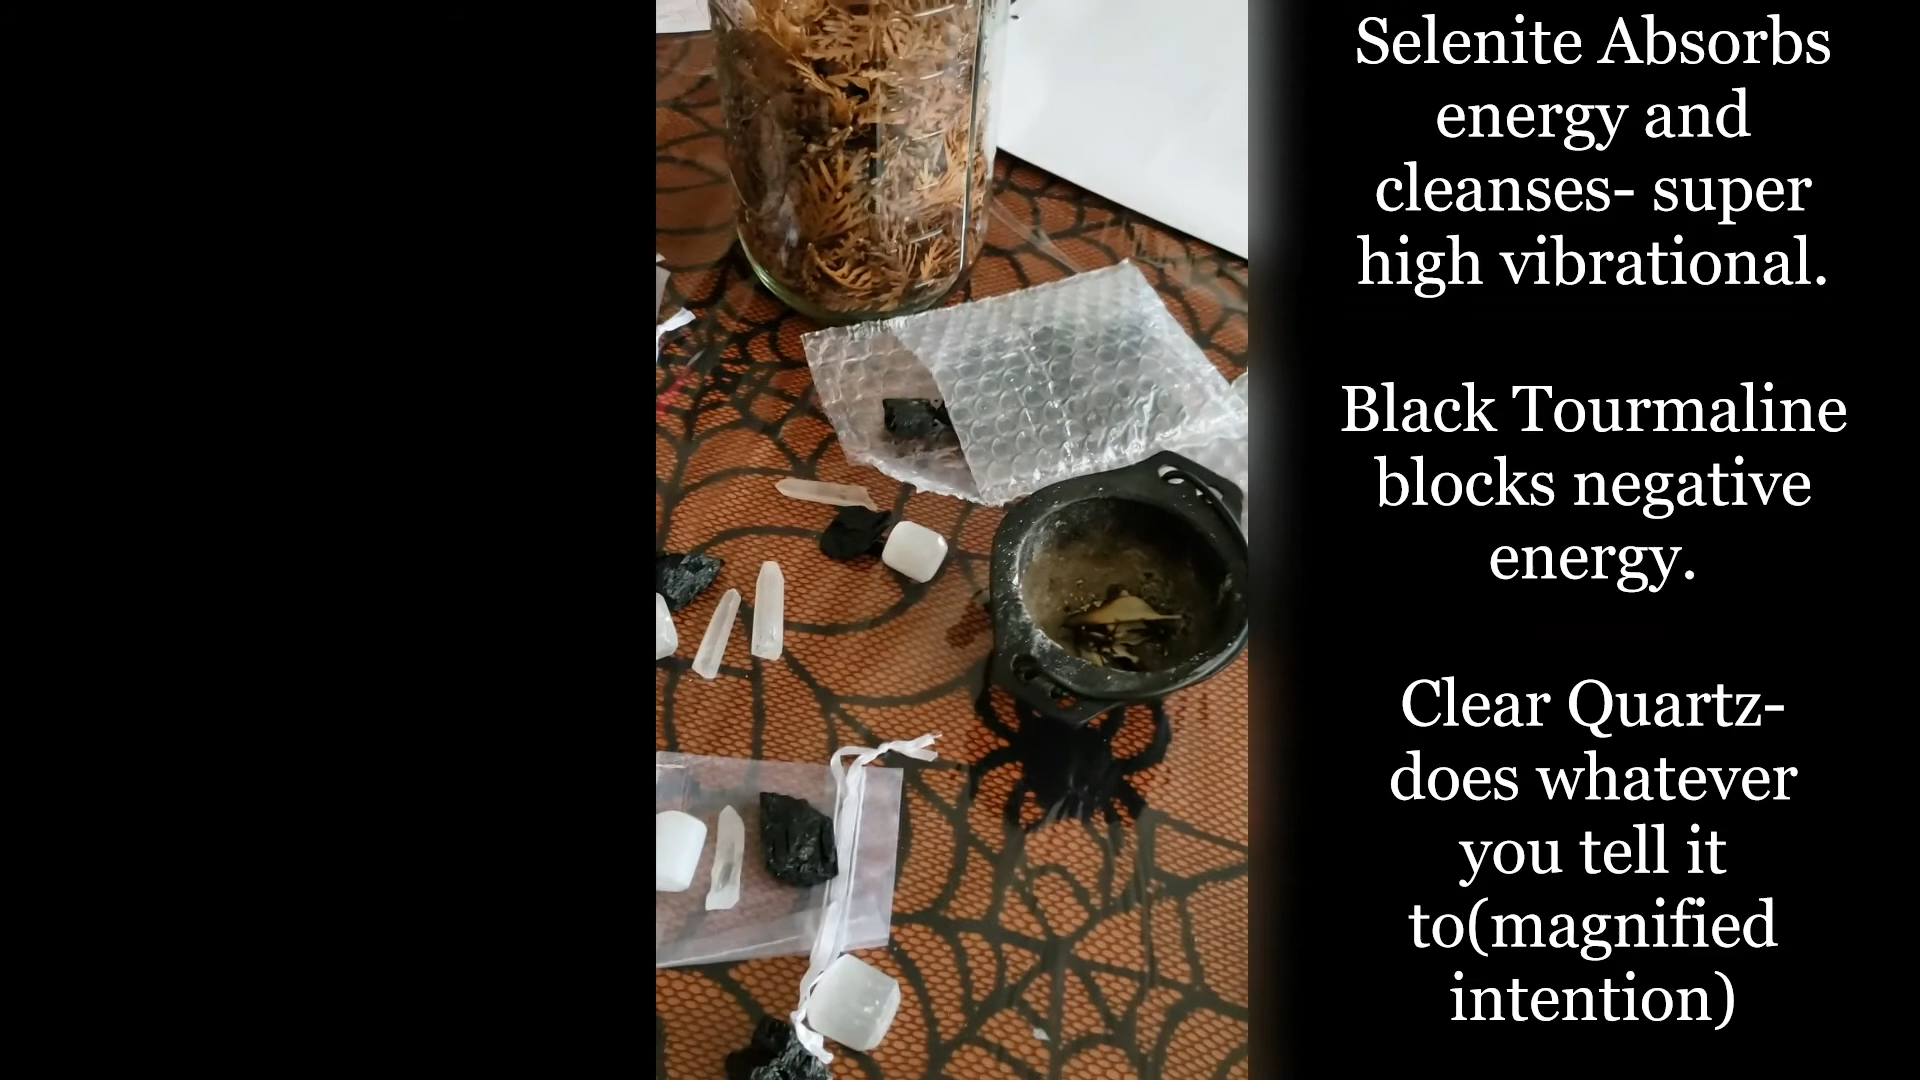 Selenite Absorbs
energy and
cleanses- super
high vibrational.
Black Tourmaline
blocks negative
energy.
Clear Quartz-
does whatever
you tell it
to(magnified
intention)